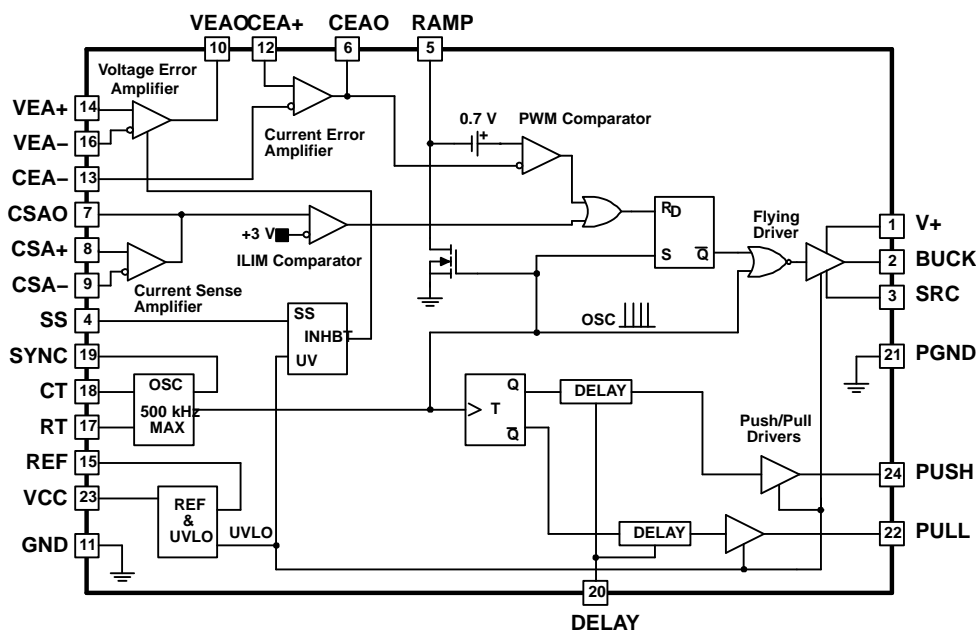 VEAO CEA+ CEAO RAMP
10 12 6 5
Voltage Error
Amplifier
VEA+ 14
VEA− 16
CEA− 13
Current Error
Amplifier
0.7 V
+
PWM Comparator
CSAO 7
CSA+ 8
CSA− 9
+3 V
ILIM Comparator
Current Sense
Amplifier
RD
S
Q
Flying
Driver
1 V+
2 BUCK
3 SRC
SS 4
SS
INHBT
UV
OSC
SYNC 19
CT 18
RT 17
OSC
500 kHz
MAX
21 PGND
Q
T
Q
DELAY
Push/Pull
Drivers
REF 15
VCC 23
REF
&
UVLO
UVLO
24 PUSH
DELAY
22 PULL
GND 11
20
DELAY